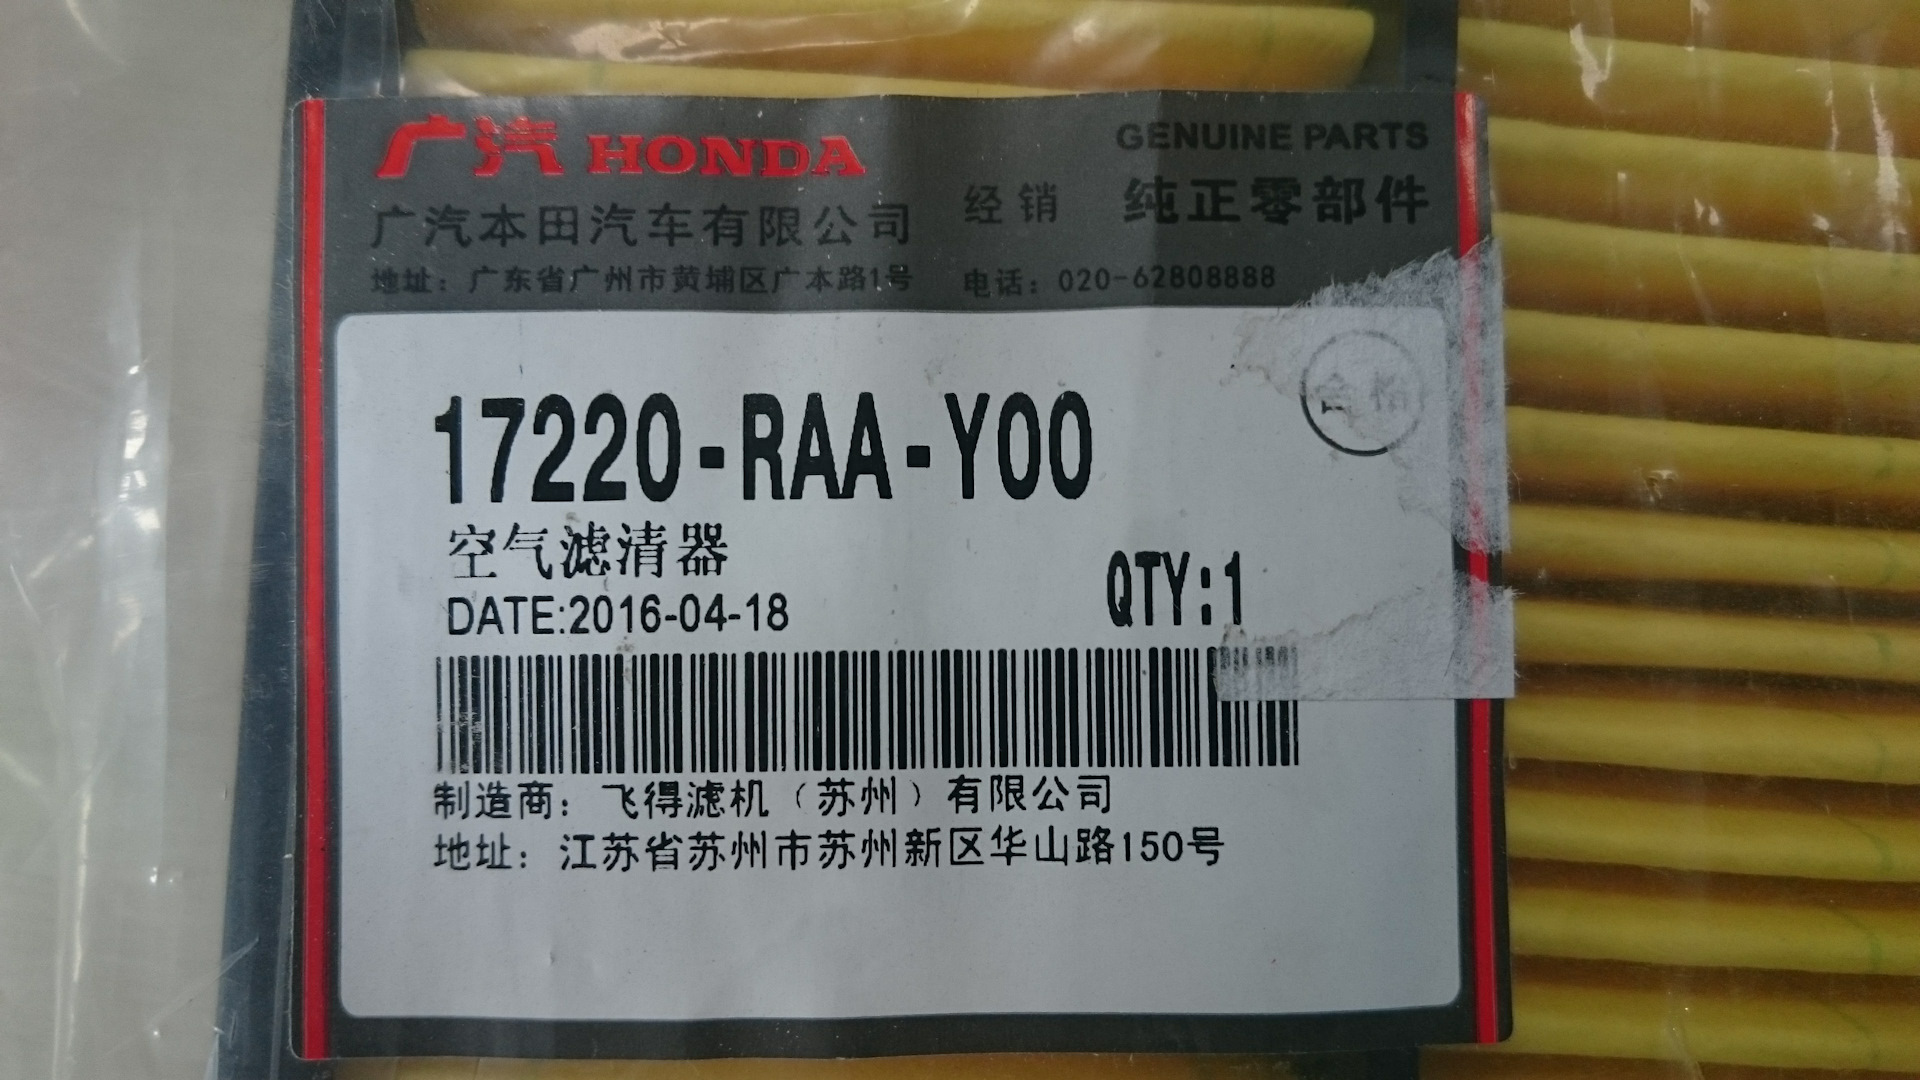 广汽 HONDA
GENUINE PARTS
广汽本田汽车有限公司 经销 纯正零部件
地址：广东省广州市黄埔区广本路1号 电话：020-62808888
合格
17220-RAA-Y00
空气滤清器
DATE:2016-04-18
QTY:1
制造商：飞得滤机（苏州）有限公司
地址：江苏省苏州市苏州新区华山路150号